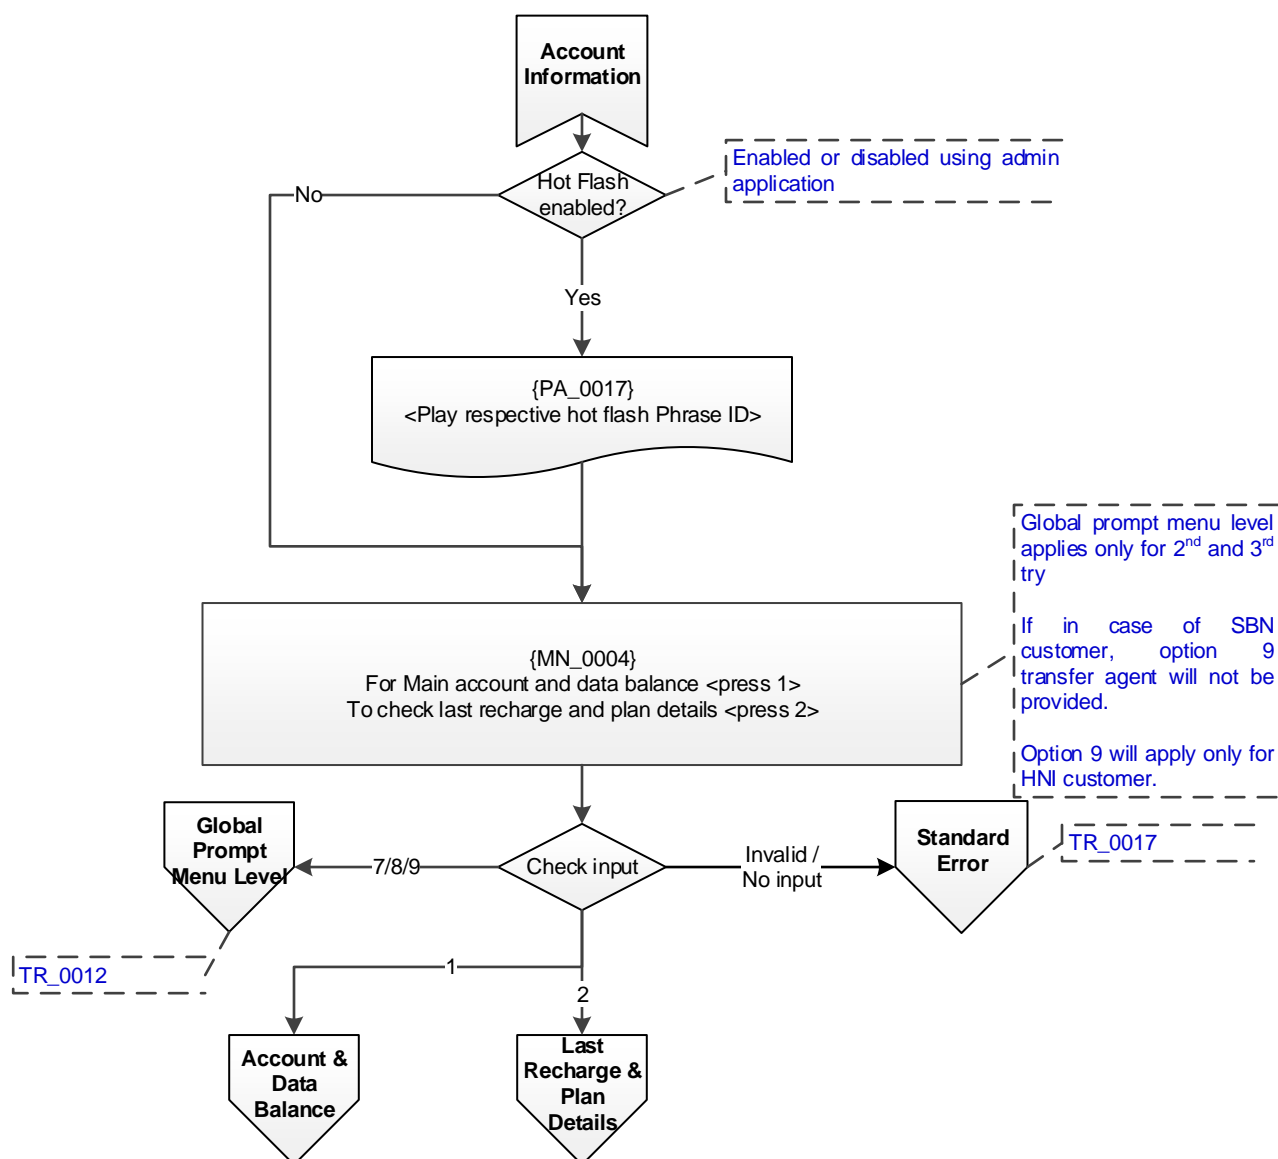 Account
Information
Hot Flash
enabled?
Enabled or disabled using admin
application
No
Yes
{PA_0017}
<Play respective hot flash Phrase ID>
Global prompt menu level
applies only for 2nd and 3rd
try
If in case of SBN
customer, option 9
transfer agent will not be
provided.
Option 9 will apply only for
HNI customer.
{MN_0004}
For Main account and data balance <press 1>
To check last recharge and plan details <press 2>
Global
Prompt
Menu Level
7/8/9
Check input
Invalid /
No input
Standard
Error
TR_0017
TR_0012
1
2
Account &
Data
Balance
Last
Recharge &
Plan
Details